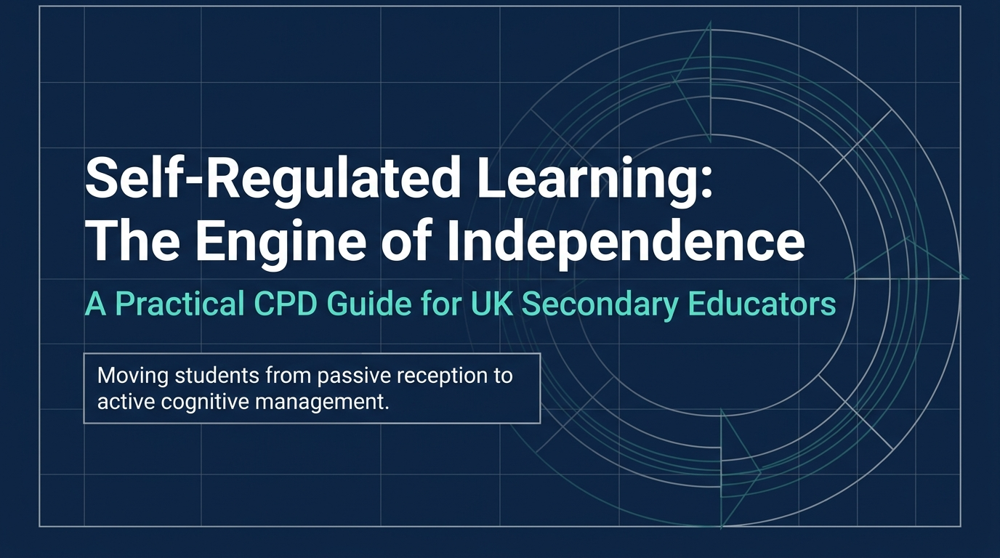 Self-Regulated Learning:
The Engine of Independence
A Practical CPD Guide for UK Secondary Educators
Moving students from passive reception to
active cognitive management.